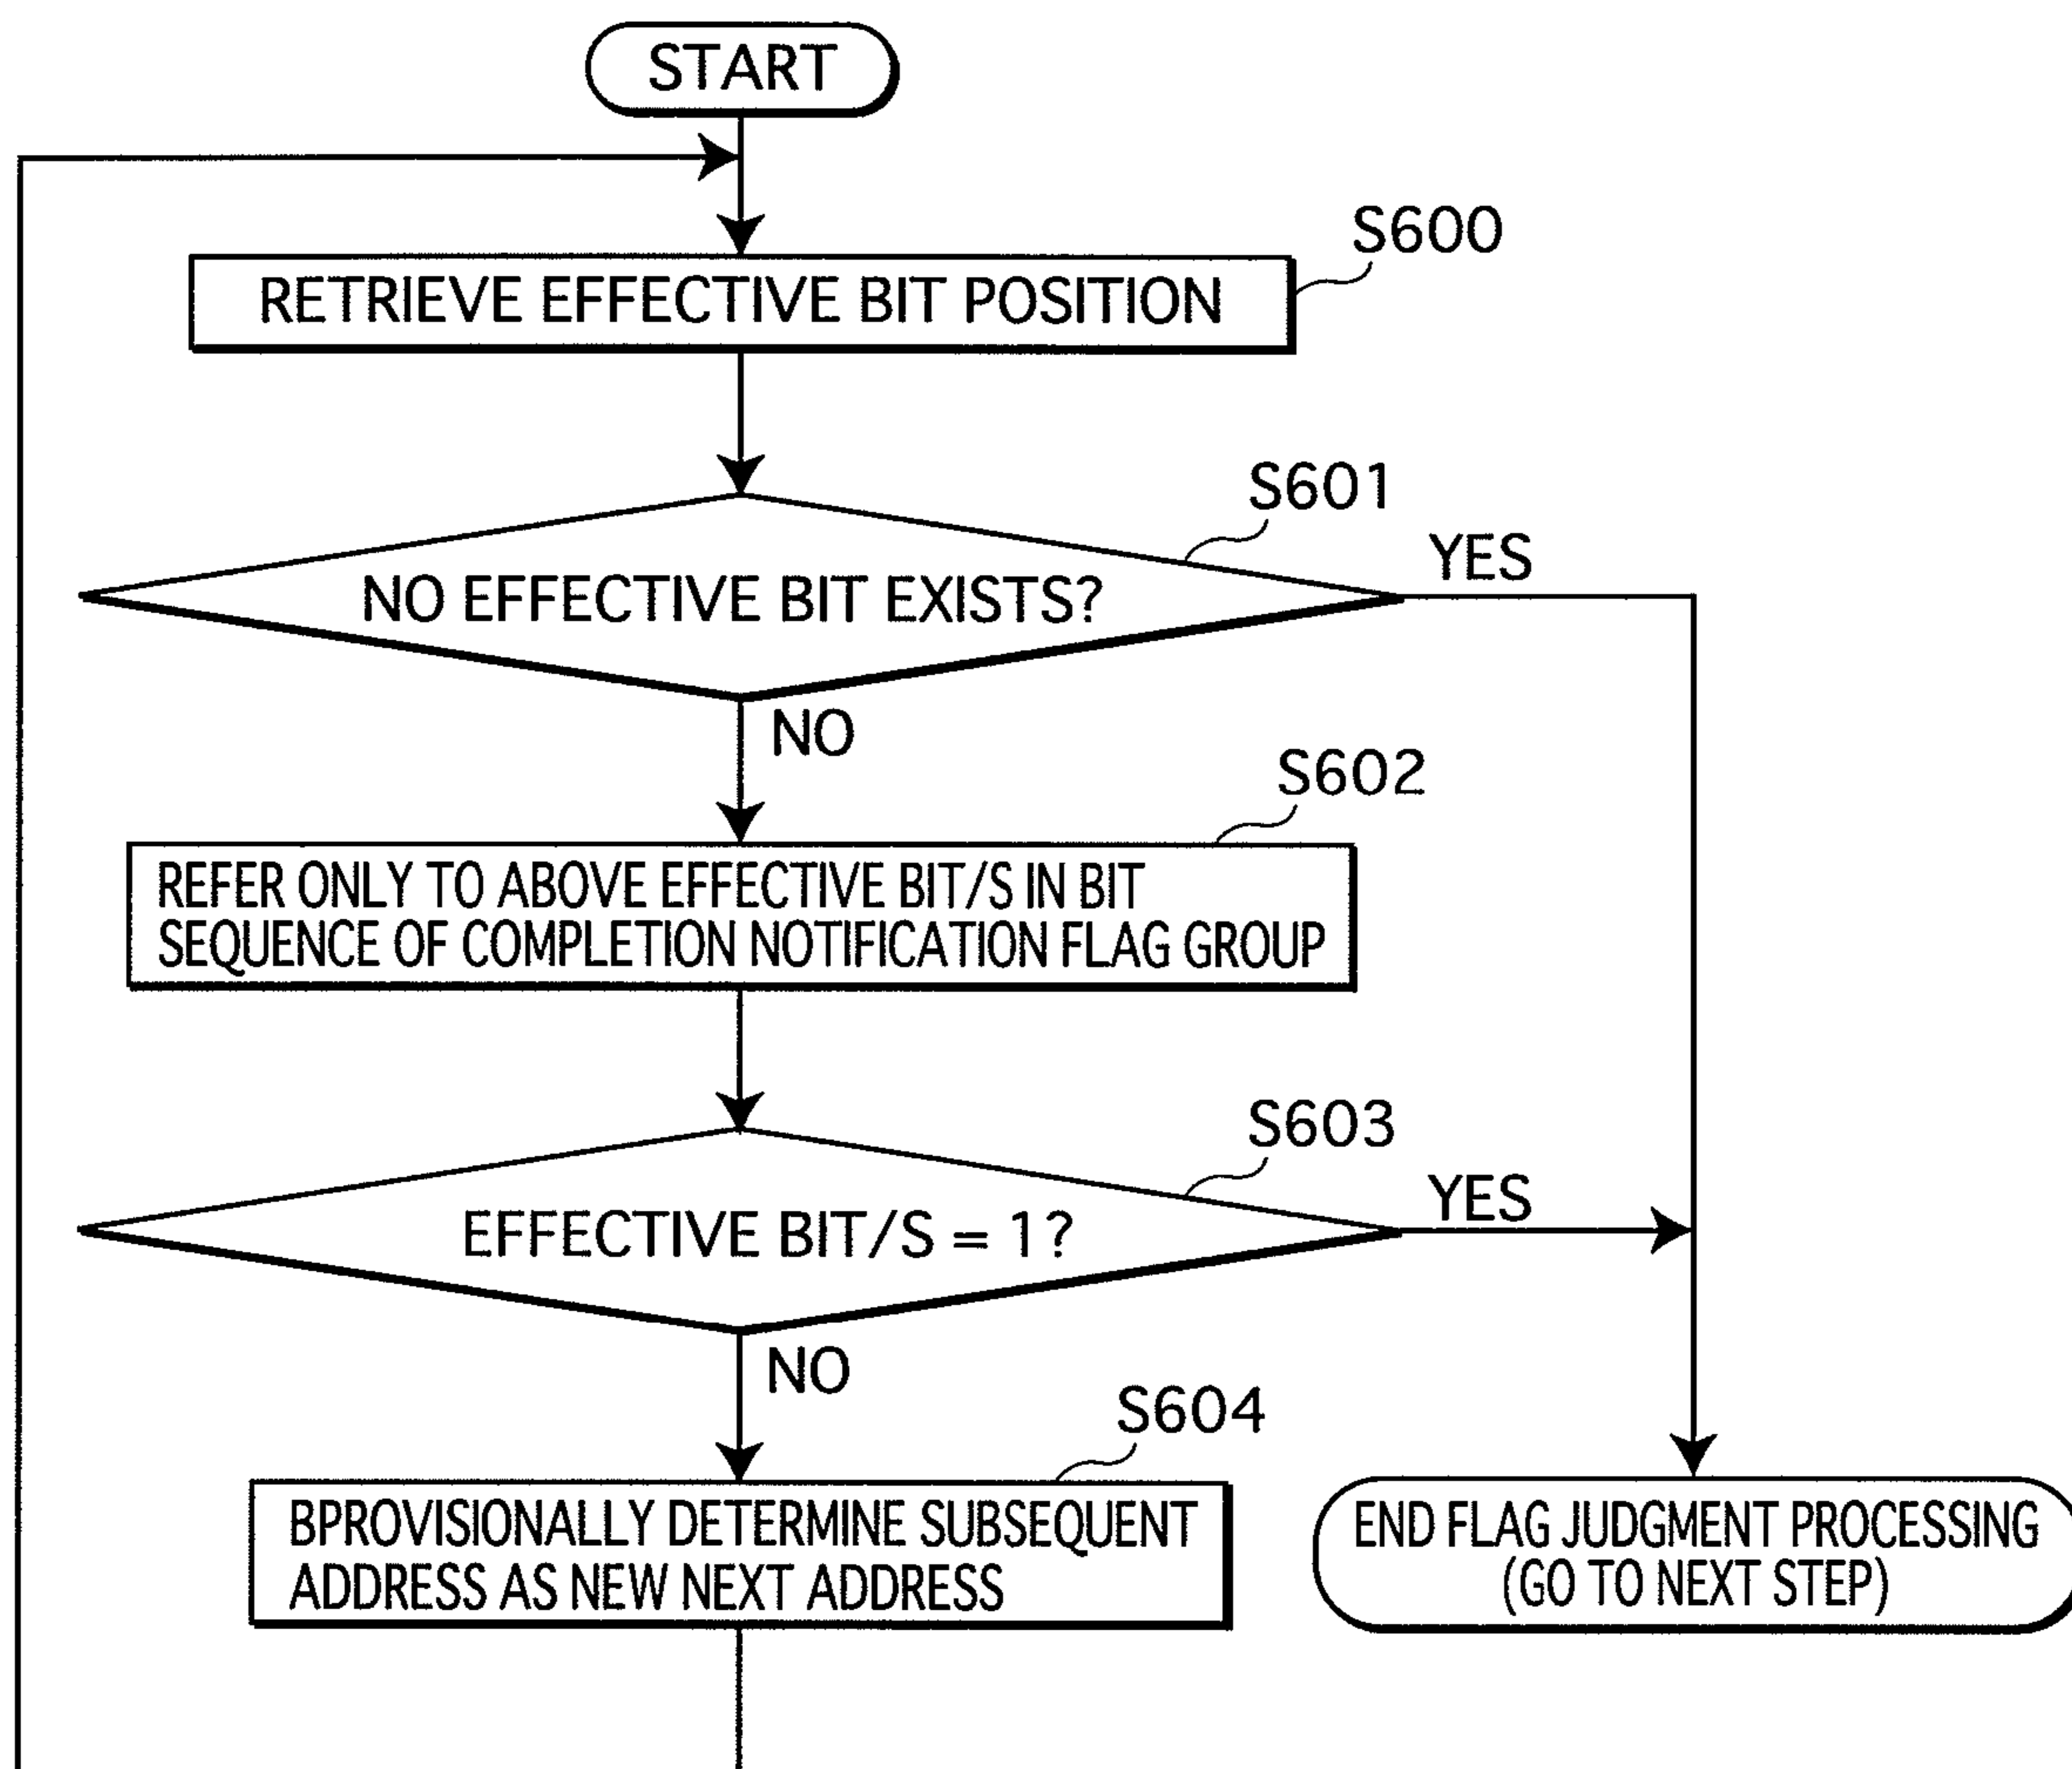 START
S600
RETRIEVE EFFECTIVE BIT POSITION
S601
YES
NO EFFECTIVE BIT EXISTS?
NO
S602
REFER ONLY TO ABOVE EFFECTIVE BIT/S IN BIT
SEQUENCE OF COMPLETION NOTIFICATION FLAG GROUP
S603
YES
EFFECTIVE BIT/S = 1?
NO
S604
BPROVISIONALLY DETERMINE SUBSEQUENT
ADDRESS AS NEW NEXT ADDRESS
END FLAG JUDGMENT PROCESSING
(GO TO NEXT STEP)